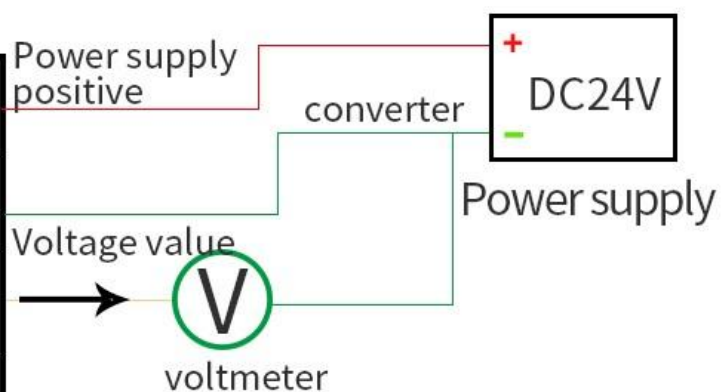 Power supply
positive
+
converter
DC24V
−
Power supply
Voltage value
V
voltmeter